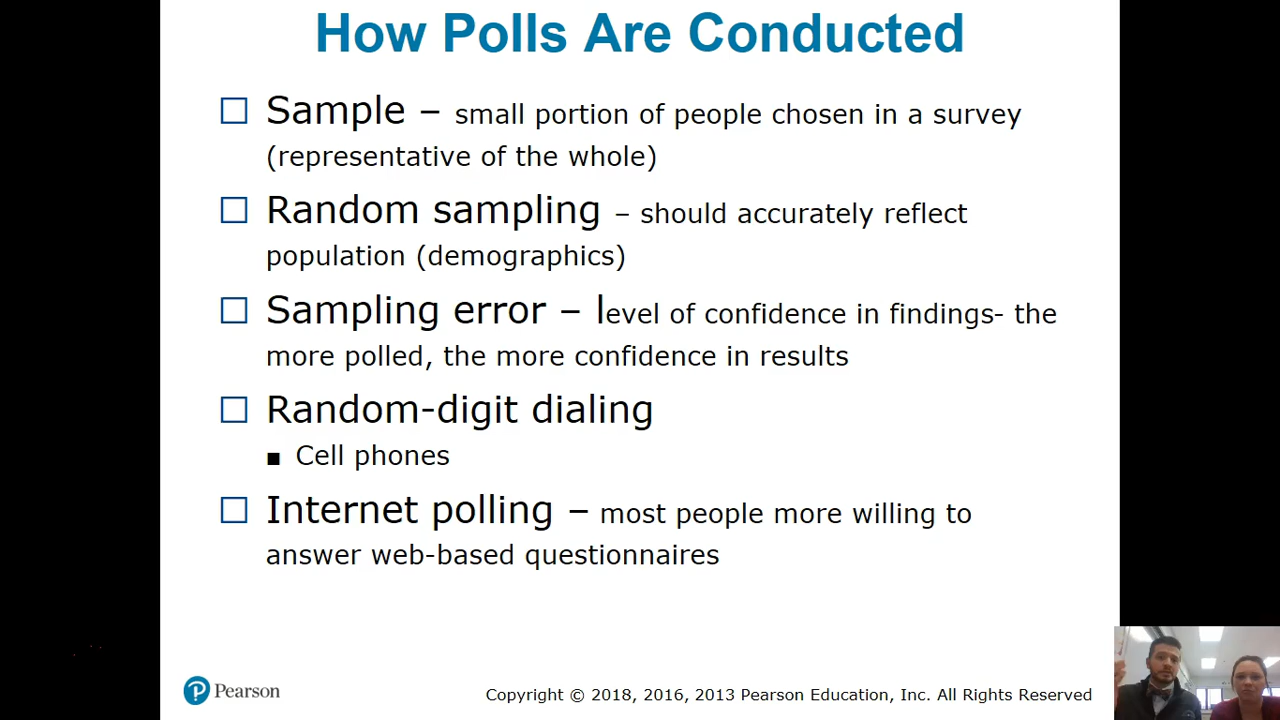 How Polls Are Conducted
Sample – small portion of people chosen in a survey
(representative of the whole)
Random sampling – should accurately reflect
population (demographics)
Sampling error – level of confidence in findings- the
more polled, the more confidence in results
Random-digit dialing
Cell phones
Internet polling – most people more willing to
answer web-based questionnaires
Pearson
Copyright © 2018, 2016, 2013 Pearson Education, Inc. All Rights Reserved